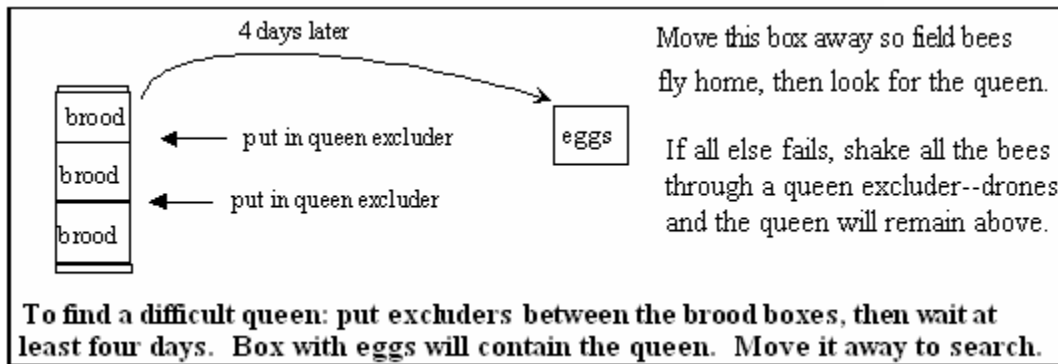 4 days later
brood
put in queen excluder
brood
put in queen excluder
brood
eggs
Move this box away so field bees
fly home, then look for the queen.
If all else fails, shake all the bees
through a queen excluder--drones
and the queen will remain above.
To find a difficult queen: put excluders between the brood boxes, then wait at
least four days. Box with eggs will contain the queen. Move it away to search.